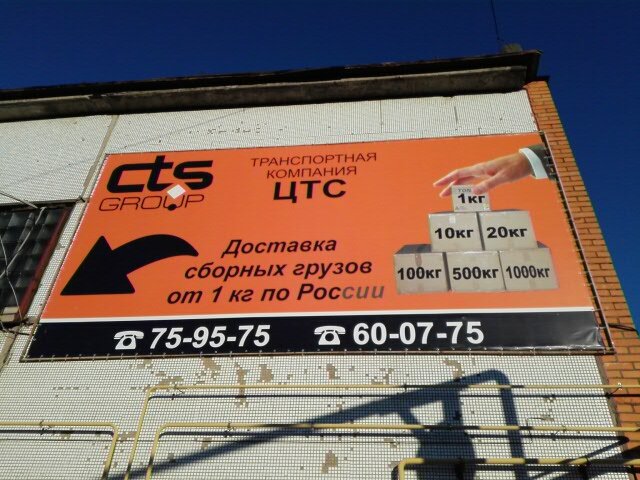 cts
GROUP
ТРАНСПОРТНАЯ
КОМПАНИЯ
ЦТС
Доставка
сборных грузов
от 1 кг по России
TON
1кг
10кг 20кг
100кг 500кг 1000кг
75-95-75 60-07-75